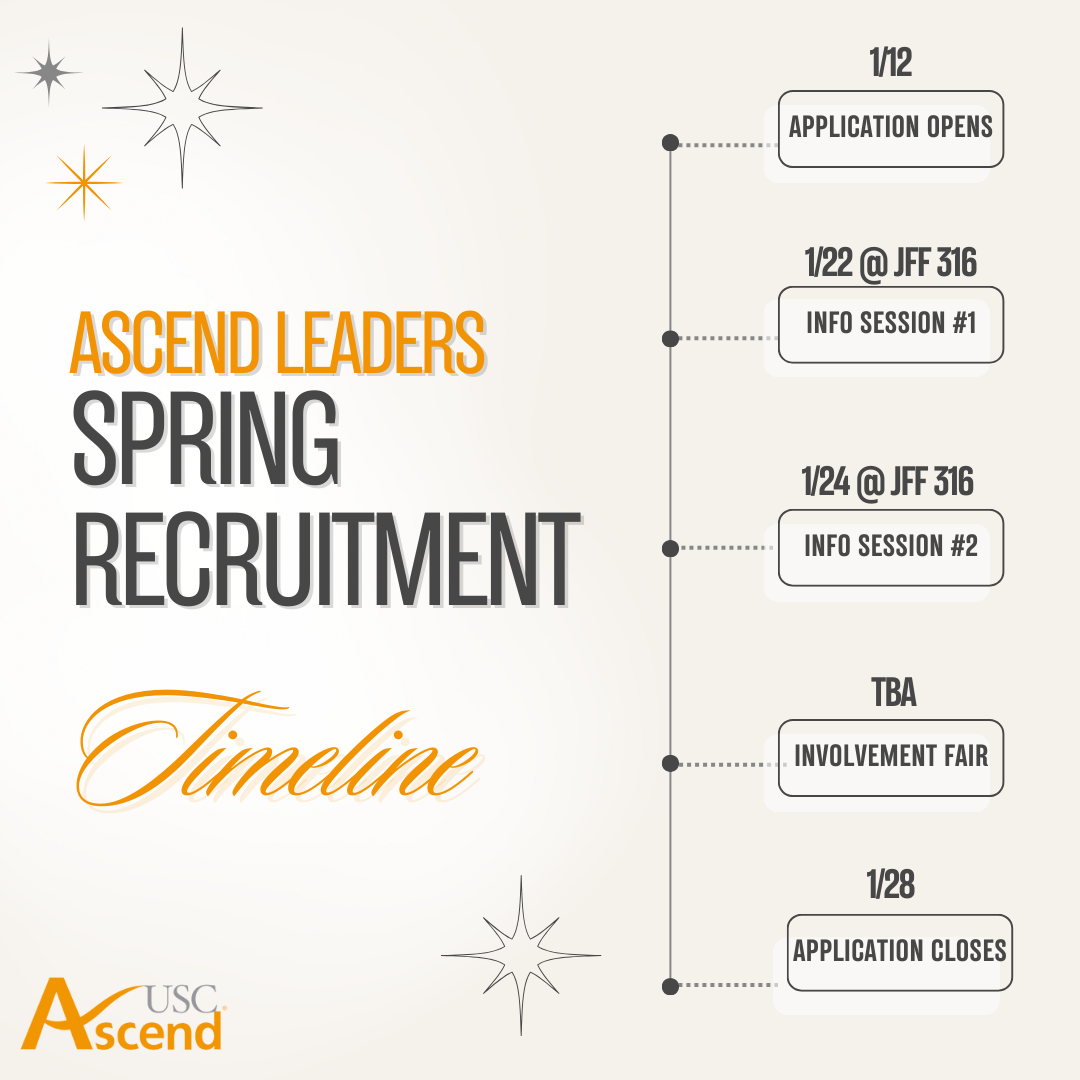 ASCEND LEADERS
SPRING
RECRUITMENT
Timeline
1/12
APPLICATION OPENS
1/22 @ JFF 316
INFO SESSION #1
1/24 @ JFF 316
INFO SESSION #2
TBA
INVOLVEMENT FAIR
1/28
APPLICATION CLOSES
USC
Ascend